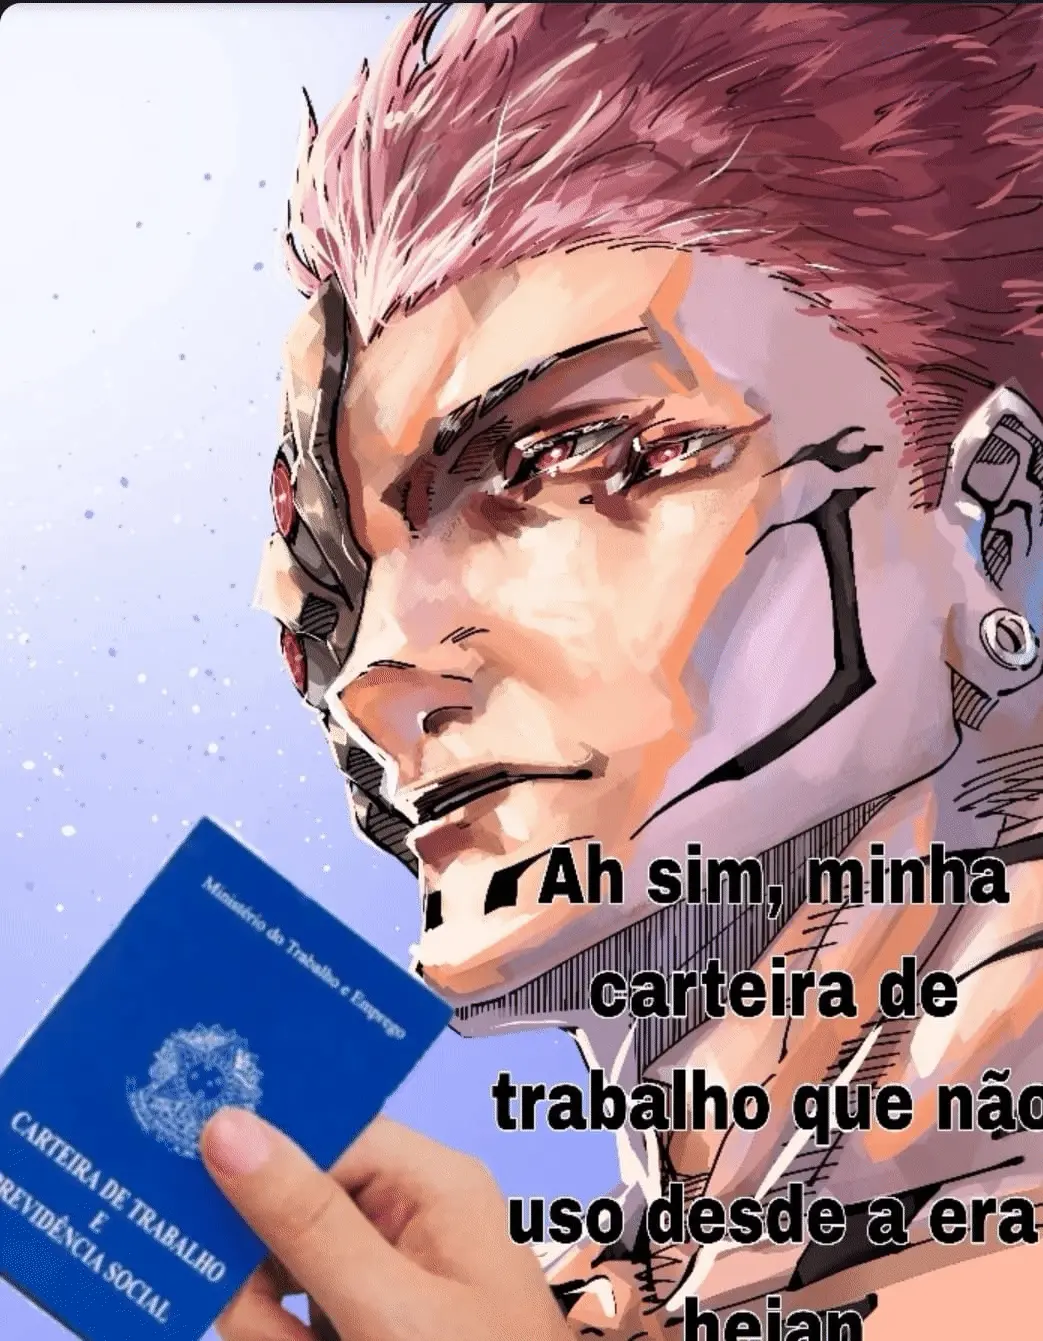 Ah sim, minha
carteira de
trabalho que não
uso desde a era
heian
Ministério do Trabalho e Emprego
CARTEIRA DE TRABALHO
E
PREVIDÊNCIA SOCIAL